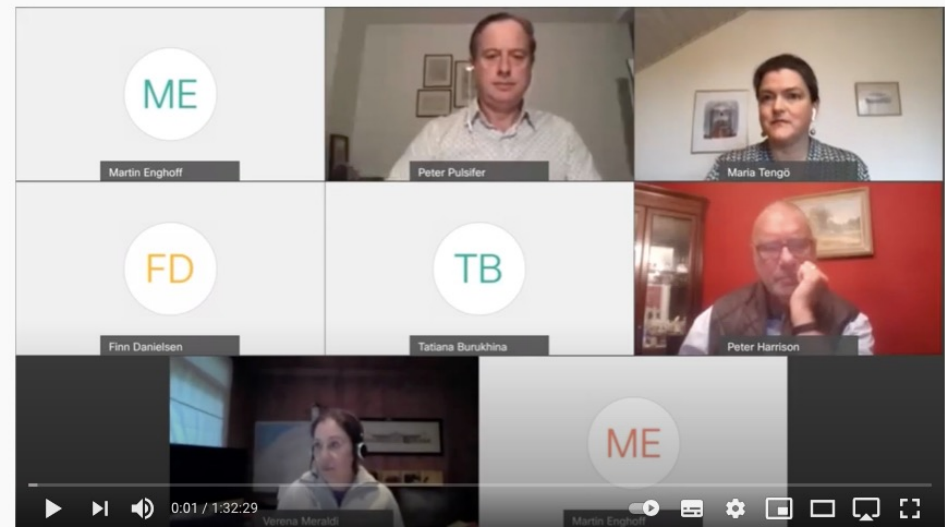 ME
Martin Enghoff
Peter Pulsifer
Maria Tengö
FD
Finn Danielsen
TB
Tatiana Burukhina
Peter Harrison
ME
0:01 / 1:32:29
Verena Meraldi
Martin Enghoff